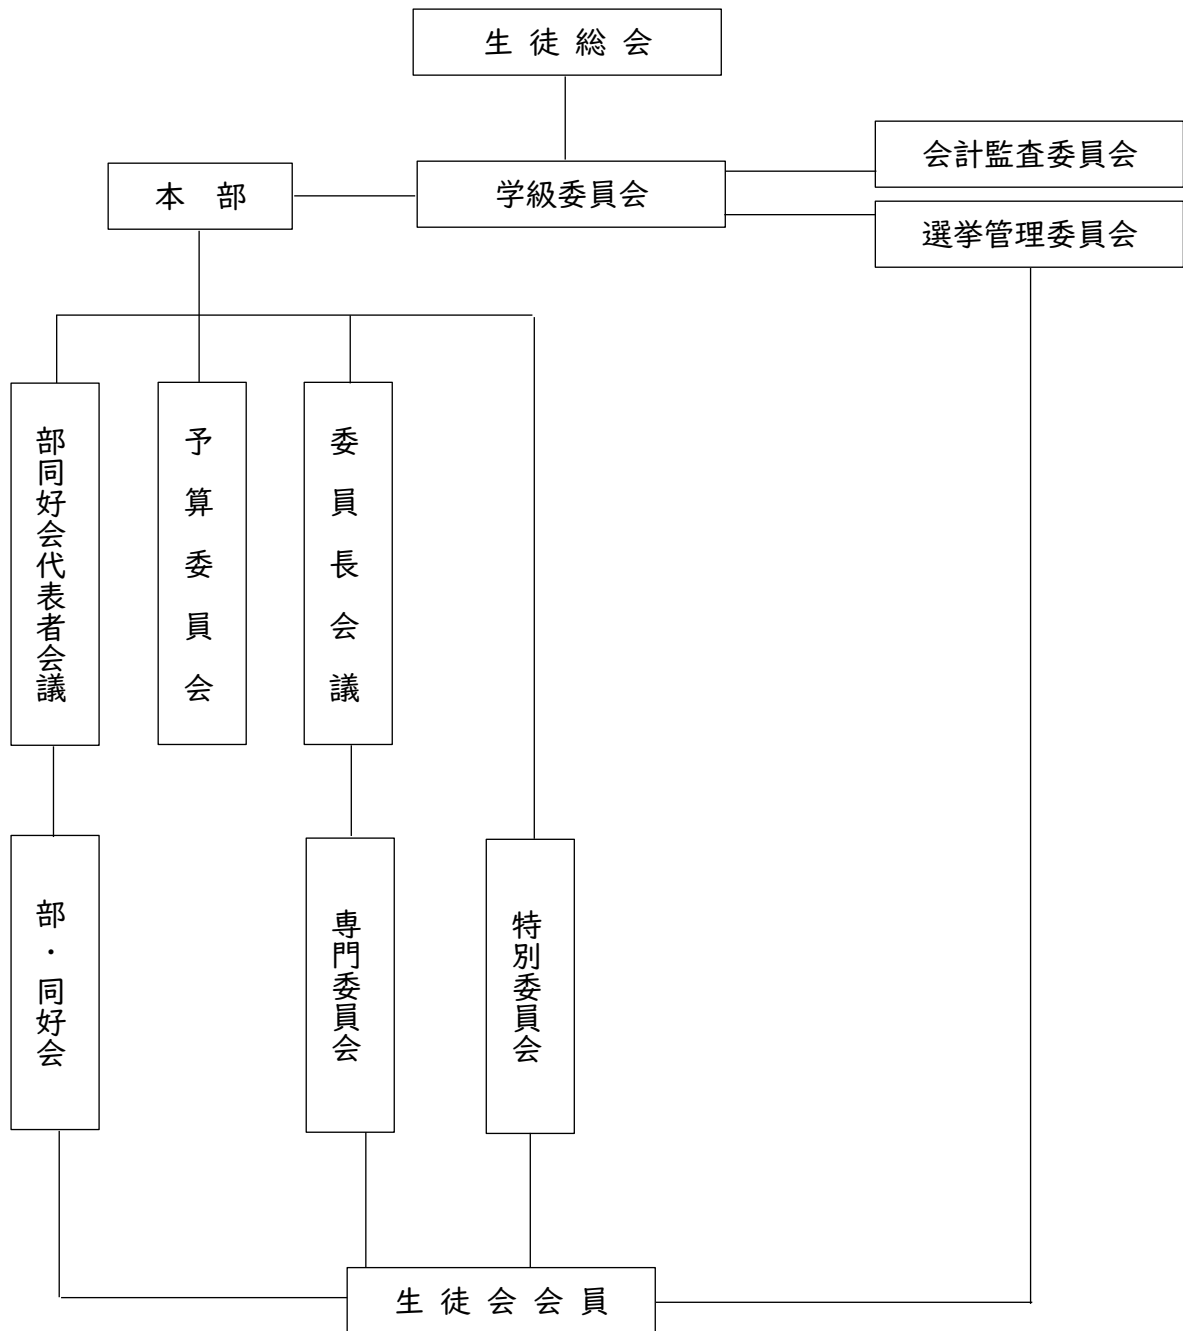 生徒総会
会計監査委員会
本部
学級委員会
選挙管理委員会
部同好会代表者会議
予算委員会
委員長会議
部・同好会
専門委員会
特別委員会
生徒会会員